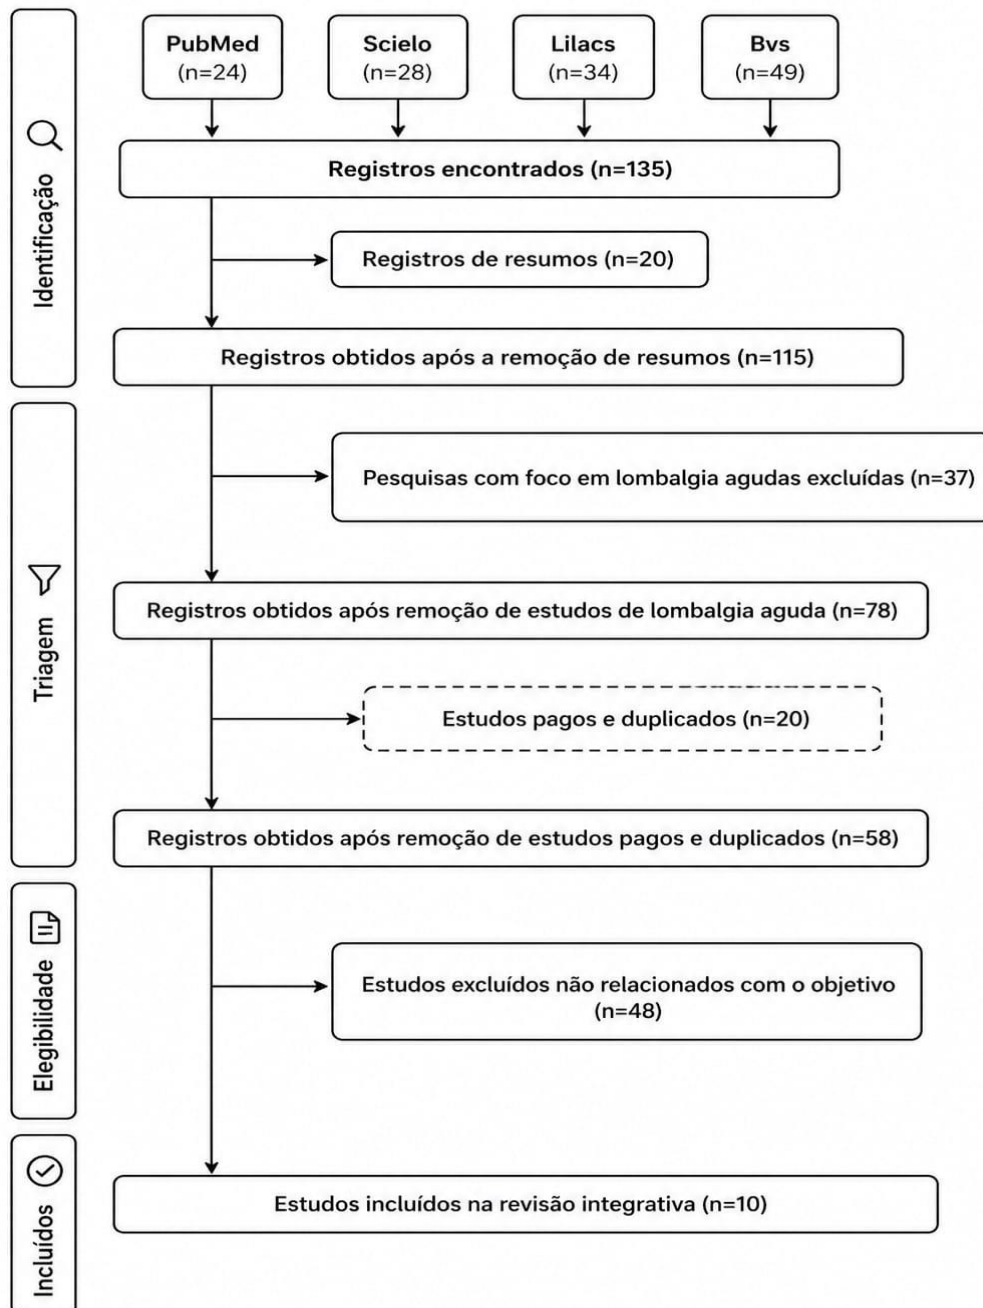 Identificação
PubMed
(n=24)
Scielo
(n=28)
Lilacs
(n=34)
Bvs
(n=49)
Registros encontrados (n=135)
Registros de resumos (n=20)
Registros obtidos após a remoção de resumos (n=115)
Triagem
Pesquisas com foco em lombalgia agudas excluídas (n=37)
Registros obtidos após remoção de estudos de lombalgia aguda (n=78)
Estudos pagos e duplicados (n=20)
Registros obtidos após remoção de estudos pagos e duplicados (n=58)
Elegibilidade
Estudos excluídos não relacionados com o objetivo
(n=48)
Incluídos
Estudos incluídos na revisão integrativa (n=10)